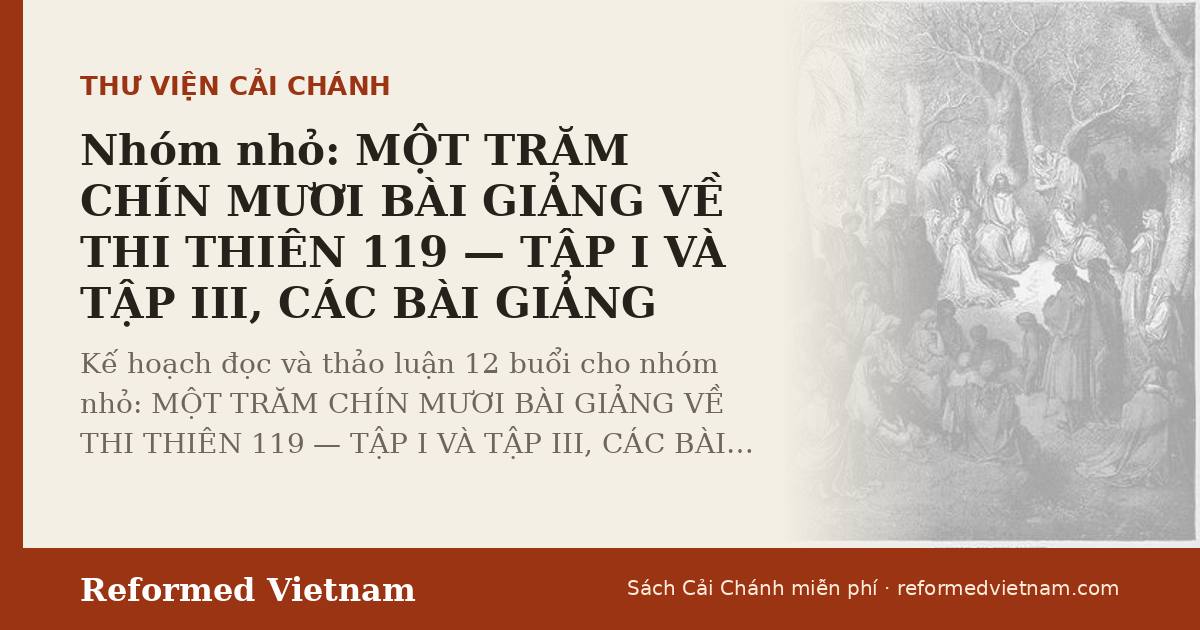 THƯ VIỆN CẢI CHÁNH
Nhóm nhỏ: MỘT TRĂM
CHÍN MƯƠI BÀI GIẢNG VỀ
THI THIÊN 119 — TẬP I VÀ
TẬP III, CÁC BÀI GIẢNG
Kế hoạch đọc và thảo luận 12 buổi cho nhóm
nhỏ: MỘT TRĂM CHÍN MƯƠI BÀI GIẢNG VỀ
THI THIÊN 119 — TẬP I VÀ TẬP III, CÁC BÀI...
Reformed Vietnam
Sách Cải Chánh miễn phí · reformedvietnam.com